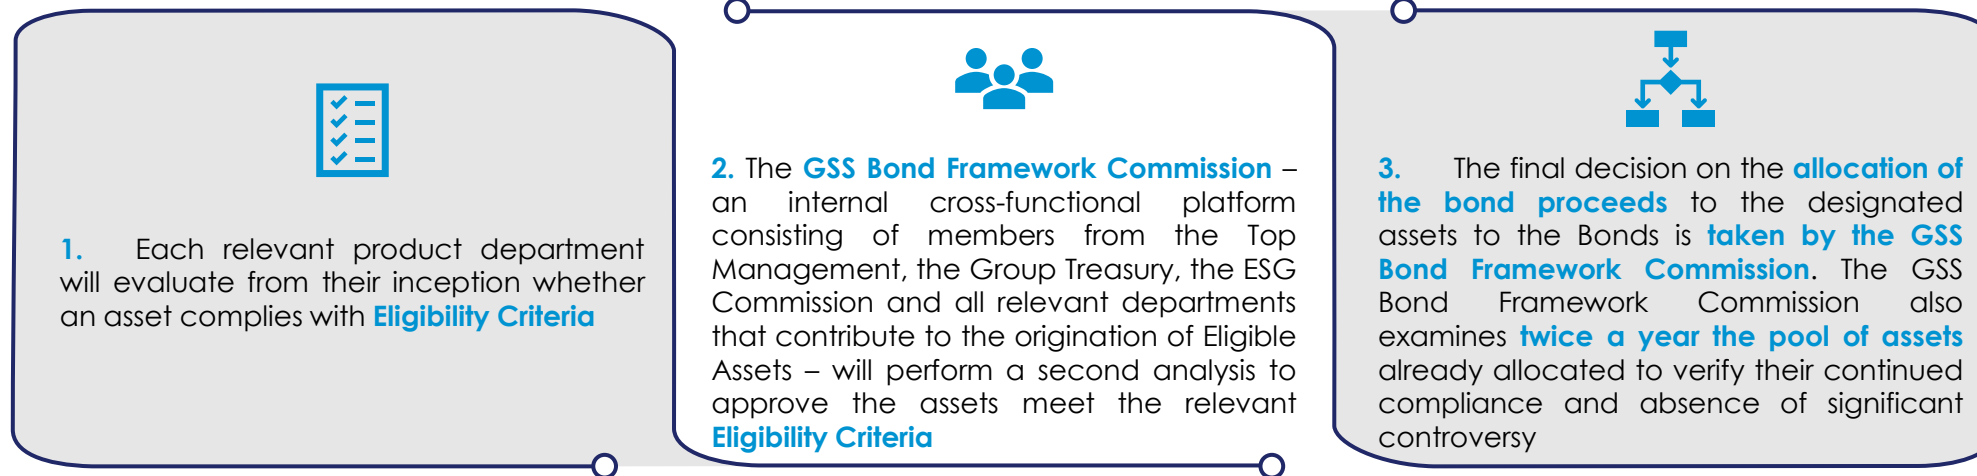 1. Each relevant product department
will evaluate from their inception whether
an asset complies with Eligibility Criteria
2. The GSS Bond Framework Commission –
an internal cross-functional platform
consisting of members from the Top
Management, the Group Treasury, the ESG
Commission and all relevant departments
that contribute to the origination of Eligible
Assets – will perform a second analysis to
approve the assets meet the relevant
Eligibility Criteria
3. The final decision on the allocation of
the bond proceeds to the designated
assets to the Bonds is taken by the GSS
Bond Framework Commission. The GSS
Bond Framework Commission also
examines twice a year the pool of assets
already allocated to verify their continued
compliance and absence of significant
controversy